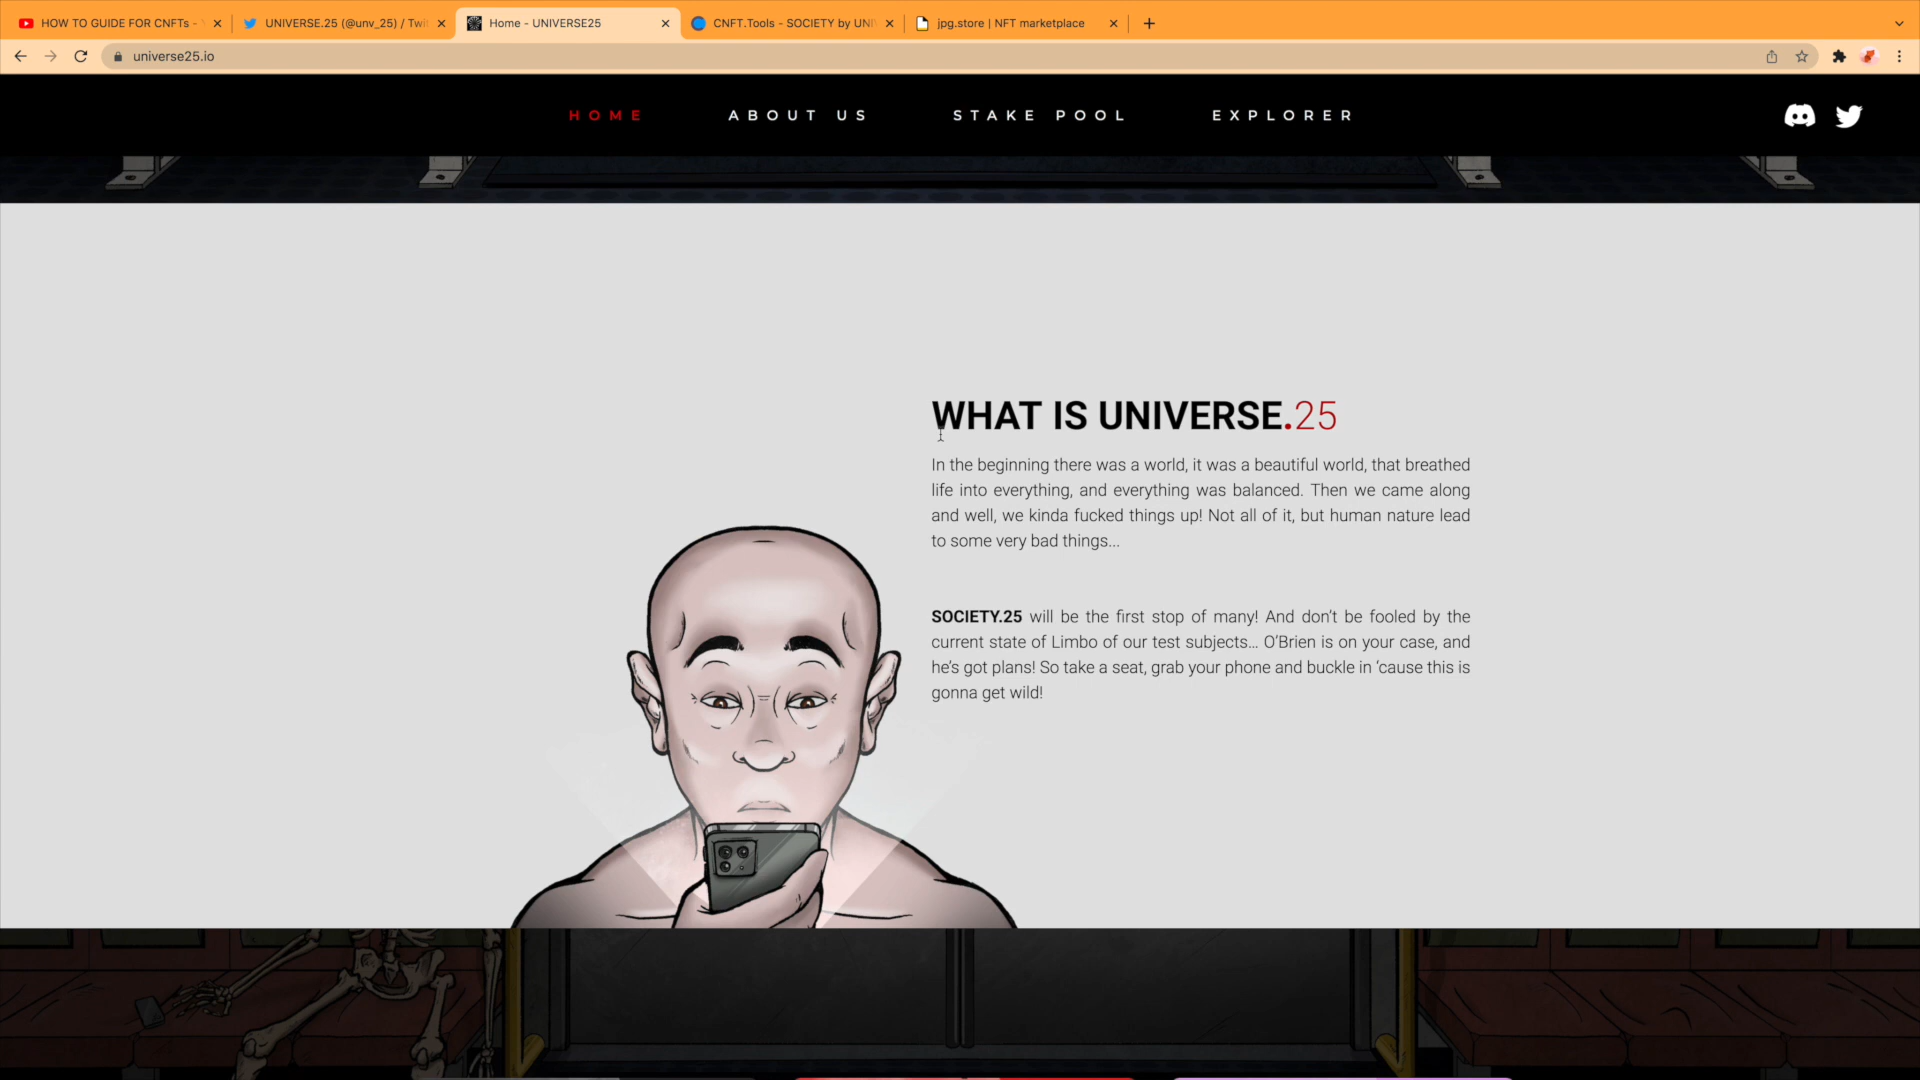 HOW TO GUIDE FOR CNFTs -
UNIVERSE.25 (@unv_25) / Twi
Home - UNIVERSE25
CNFT.Tools - SOCIETY by UNI
jpg.store | NFT marketplace
universe25.io
HOME
ABOUT US
STAKE POOL
EXPLORER
WHAT IS UNIVERSE.25
In the beginning there was a world, it was a beautiful world, that breathed
life into everything, and everything was balanced. Then we came along
and well, we kinda fucked things up! Not all of it, but human nature lead
to some very bad things...
SOCIETY.25 will be the first stop of many! And don’t be fooled by the
current state of Limbo of our test subjects... O’Brien is on your case, and
he’s got plans! So take a seat, grab your phone and buckle in ‘cause this is
gonna get wild!